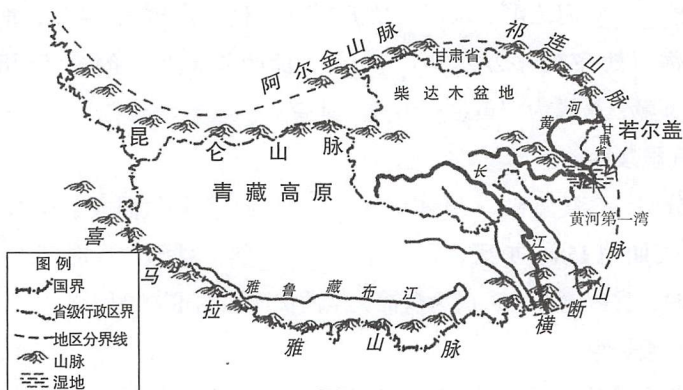 阿尔金山脉
甘肃省
祁连山脉
柴达木盆地
黄河
甘肃省
若尔盖
昆仑山脉
青藏高原
长江
黄河第一湾
喜马拉雅山脉
雅鲁藏布江
横断山脉
图例
国界
省级行政区界
地区分界线
山脉
湿地